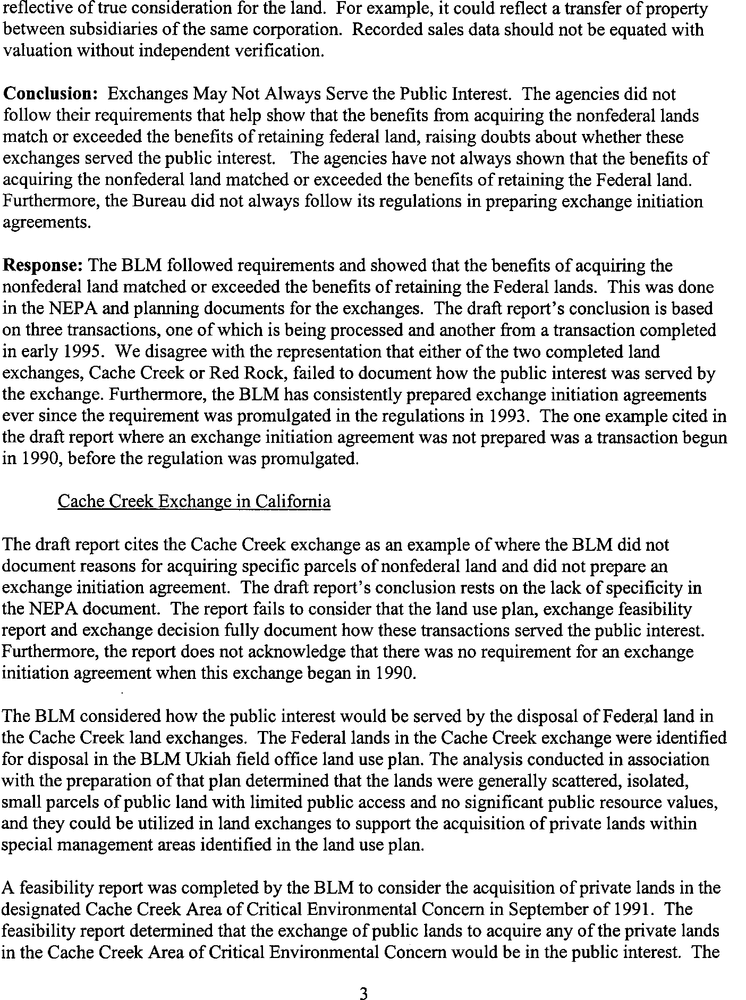 reflective of true consideration for the land.  For example, it could reflect a transfer of property
between subsidiaries of the same corporation.  Recorded sales data should not be equated with
valuation without independent verification.
Conclusion:  Exchanges May Not Always Serve the Public Interest.  The agencies did not
follow their requirements that help show that the benefits from acquiring the nonfederal lands
match or exceeded the benefits of retaining federal land, raising doubts about whether these
exchanges served the public interest.   The agencies have not always shown that the benefits of
acquiring the nonfederal land matched or exceeded the benefits of retaining the Federal land.
Furthermore, the Bureau did not always follow its regulations in preparing exchange initiation
agreements.
Response: The BLM followed requirements and showed that the benefits of acquiring the
nonfederal land matched or exceeded the benefits of retaining the Federal lands.  This was done
in the NEPA and planning documents for the exchanges.  The draft report's conclusion is based
on three transactions, one of which is being processed and another from a transaction completed
in early 1995.  We disagree with the representation that either of the two completed land
exchanges, Cache Creek or Red Rock, failed to document how the public interest was served by
the exchange. Furthermore, the BLM has consistently prepared exchange initiation agreements
ever since the requirement was promulgated in the regulations in 1993.  The one example cited in
the draft report where an exchange initiation agreement was not prepared was a transaction begun
in 1990, before the regulation was promulgated.
Cache Creek Exchange in California
The draft report cites the Cache Creek exchange as an example of where the BLM did not
document reasons for acquiring specific parcels of nonfederal land and did not prepare an
exchange initiation agreement.  The draft report's conclusion rests on the lack of specificity in
the NEPA document.  The report fails to consider that the land use plan, exchange feasibility
report and exchange decision fully document how these transactions served the public interest.
Furthermore, the report does not acknowledge that there was no requirement for an exchange
initiation agreement when this exchange began in 1990.
The BLM considered how the public interest would be served by the disposal of Federal land in
the Cache Creek land exchanges.  The Federal lands in the Cache Creek exchange were identified
for disposal in the BLM Ukiah field office land use plan. The analysis conducted in association
with the preparation of that plan determined that the lands were generally scattered, isolated,
small parcels of public land with limited public access and no significant public resource values,
and they could be utilized in land exchanges to support the acquisition of private lands within
special management areas identified in the land use plan.
A feasibility report was completed by the BLM to consider the acquisition of private lands in the
designated Cache Creek Area of Critical Environmental Concern in September of 1991.  The
feasibility report determined that the exchange of public lands to acquire any of the private lands
in the Cache Creek Area of Critical Environmental Concern would be in the public interest.  The
3